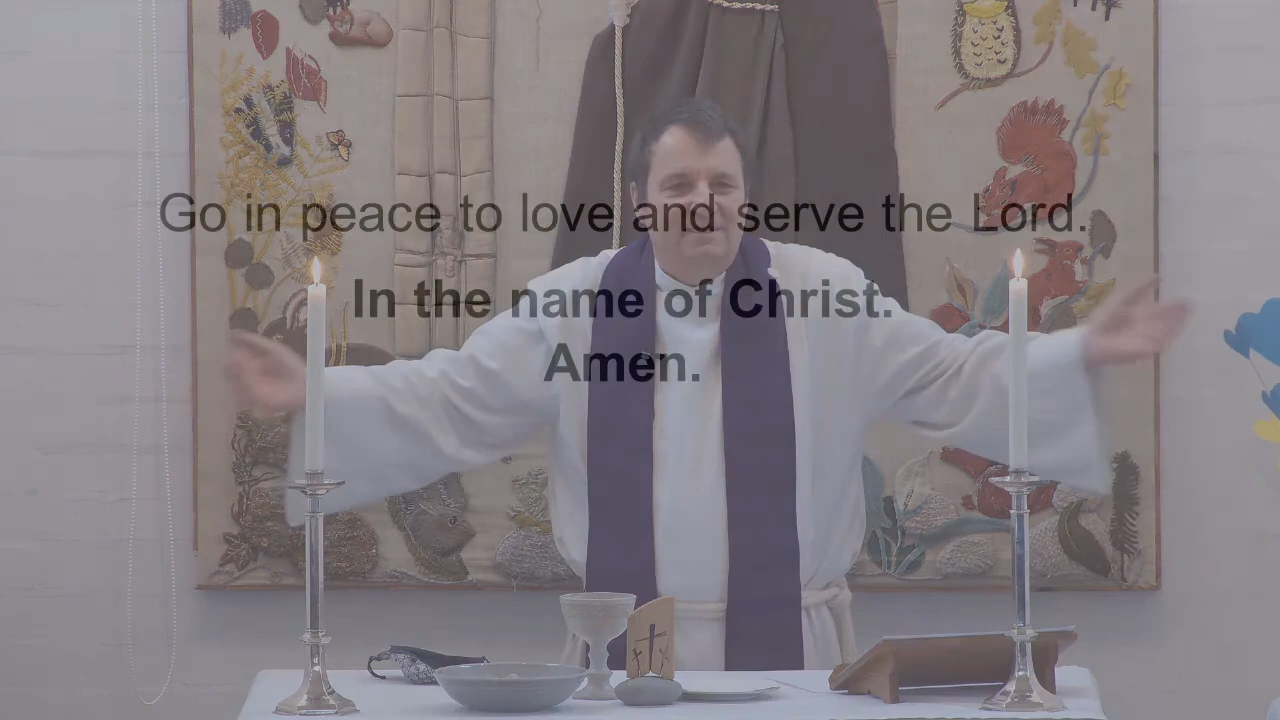 Go in peace to love and serve the Lord.
In the name of Christ.
Amen.